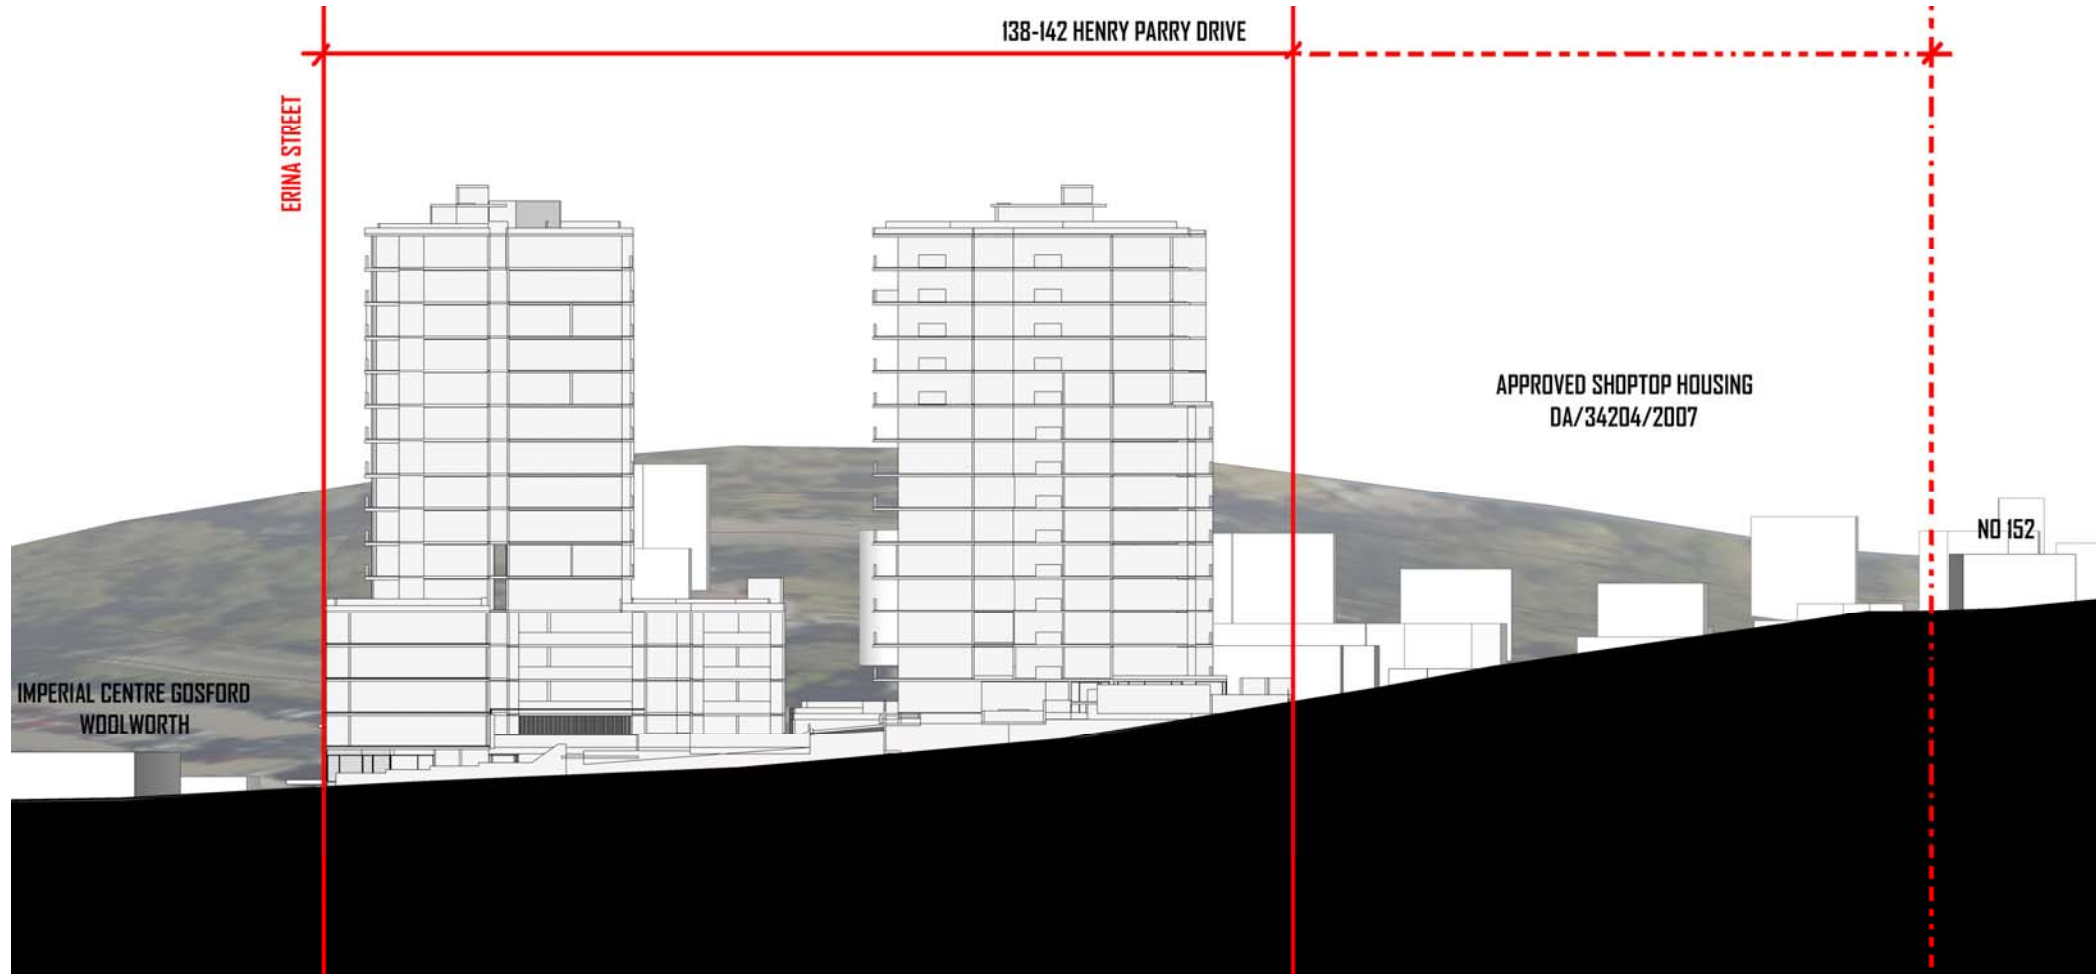 138-142 HENRY PARRY DRIVE
ERINA STREET
APPROVED SHOPTOP HOUSING
DA/34204/2007
NO 152
IMPERIAL CENTRE GOSFORD
WOOLWORTH